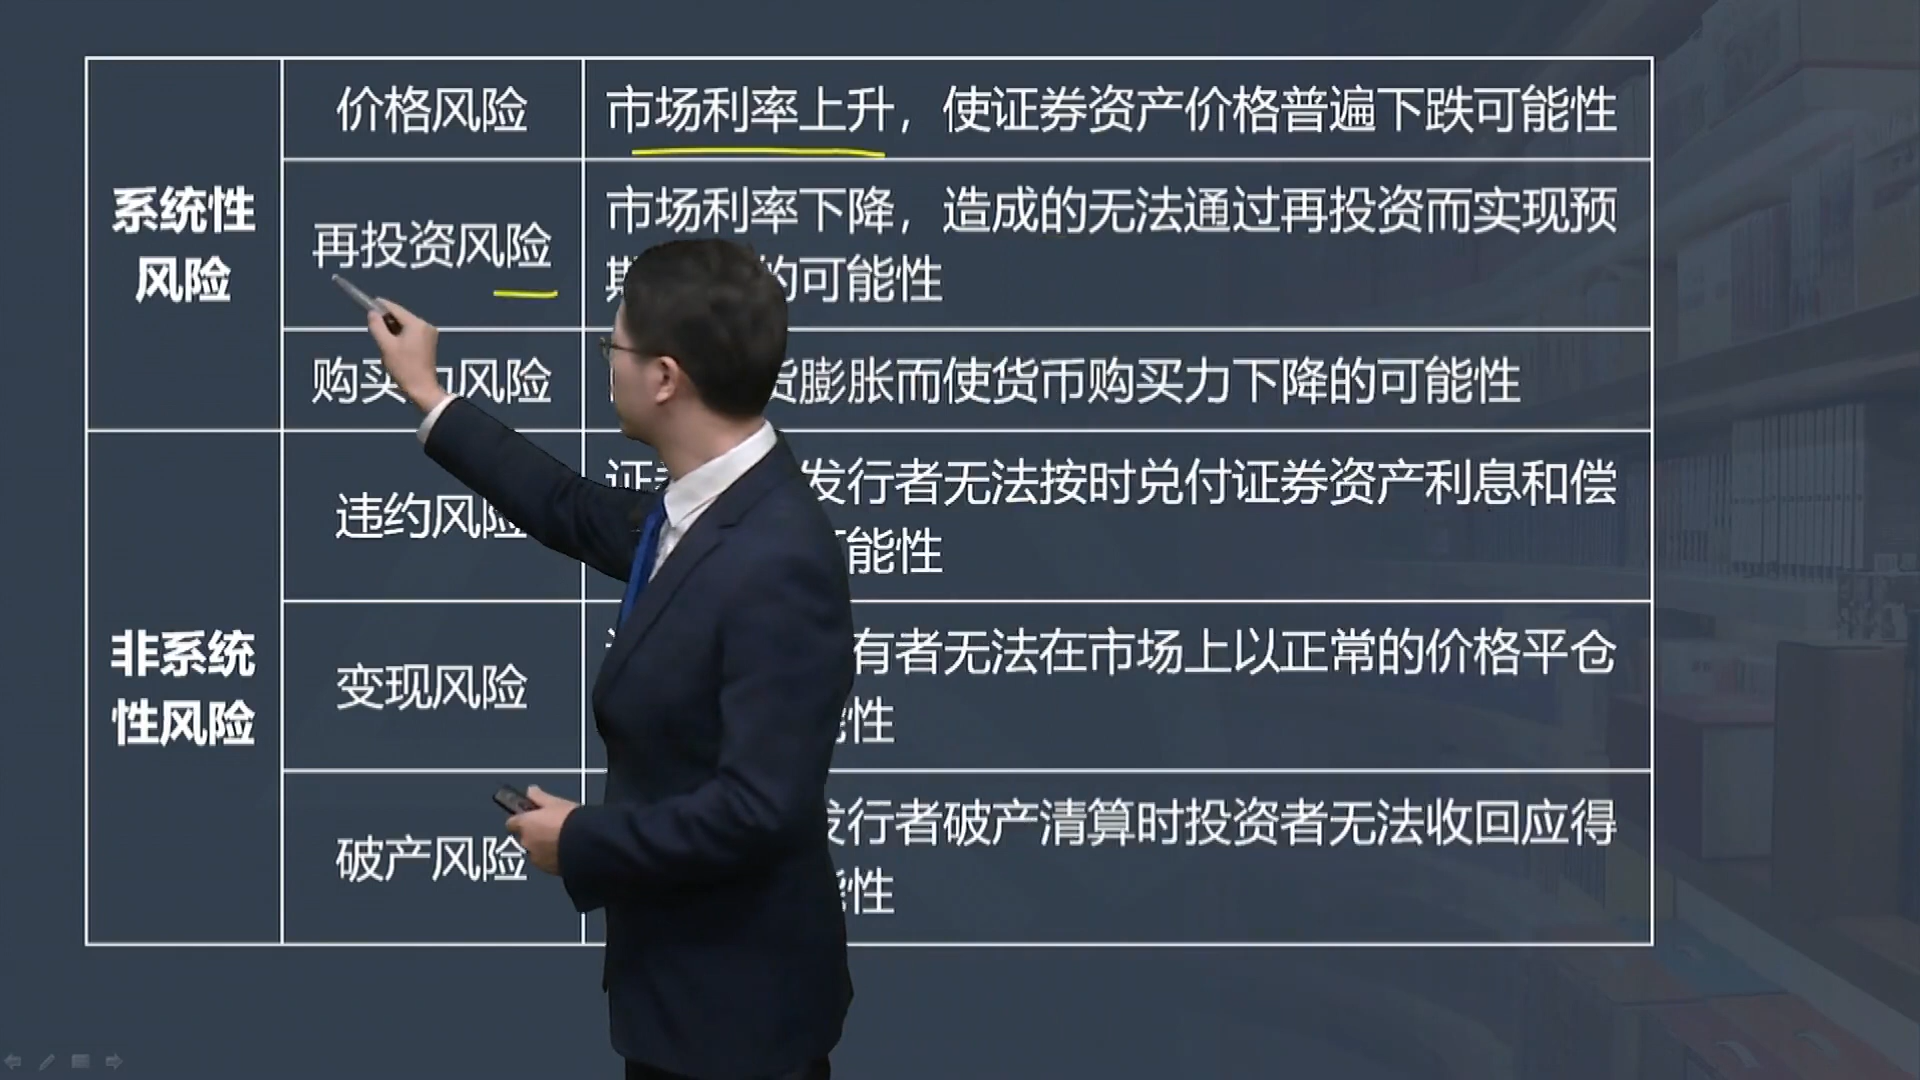 系统性
风险
价格风险
市场利率上升，使证券资产价格普遍下跌可能性
再投资风险
市场利率下降，造成的无法通过再投资而实现预
的可能性
购买力风险
货膨胀而使货币购买力下降的可能性
非系统
性风险
违约风险
证 发行者无法按时兑付证券资产利息和偿
可能性
变现风险
有者无法在市场上以正常的价格平仓
能性
破产风险
发行者破产清算时投资者无法收回应得
能性